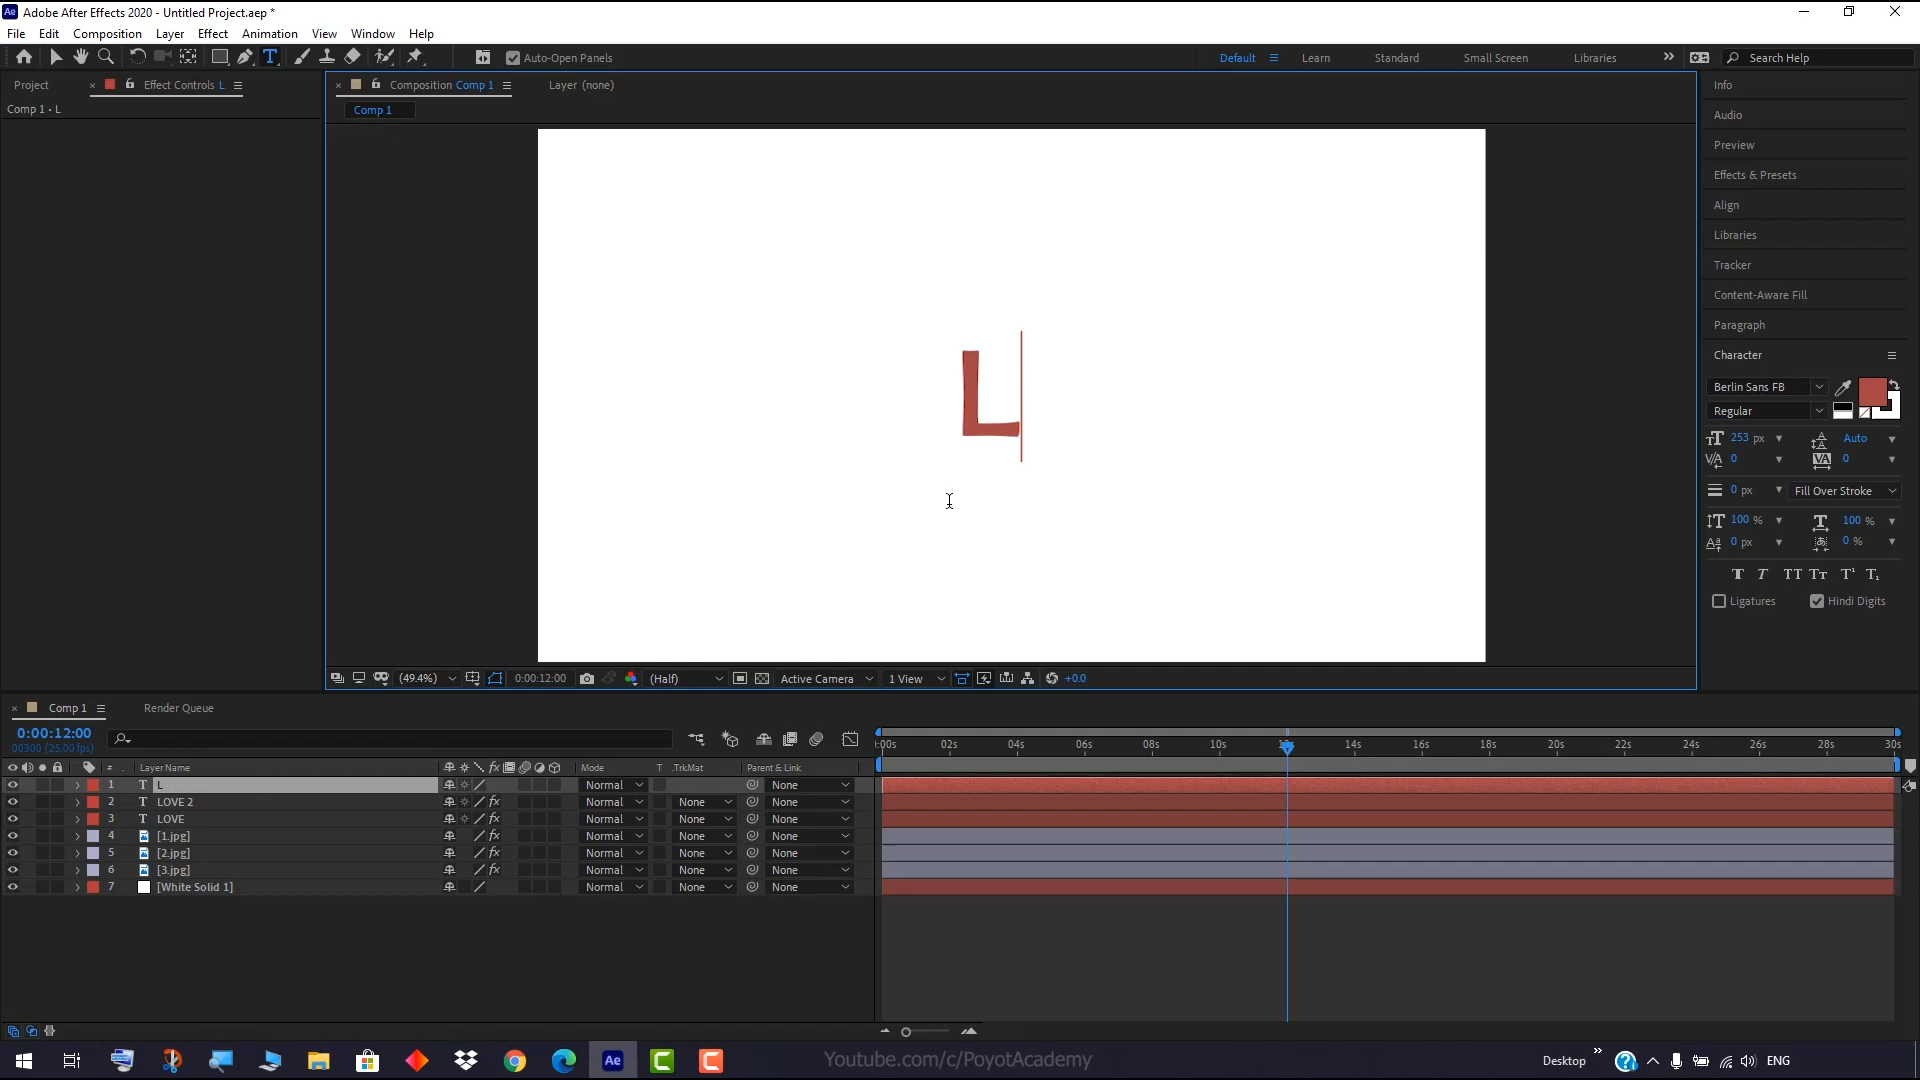 Ae Adobe After Effects 2020 - Untitled Project.aep *
File Edit Composition Layer Effect Animation View Window Help
Auto-Open Panels Default Learn Standard Small Screen Libraries Search Help
Project Effect Controls L Composition Comp 1 Layer (none) Info
Comp 1 • L Comp 1
Audio
Preview
Effects & Presets
Align
Libraries
Tracker
Content-Aware Fill
Paragraph
Character
Berlin Sans FB
Regular
253 px Auto
0 0
0 px Fill Over Stroke
100 % 100 %
0 px 0 %
Ligatures Hindi Digits
L
(49.4%) 0:00:12:00 (Half) Active Camera 1 View +0.0
Comp 1 Render Queue
0:00:12:00
00300 (25.00 fps)
:00s 02s 04s 06s 08s 10s 14s 16s 18s 20s 22s 24s 26s 28s 30s
# Layer Name Mode T .TrkMat Parent & Link
1 L Normal None
2 LOVE 2 Normal None None
3 LOVE Normal None None
4 [1.jpg] Normal None None
5 [2.jpg] Normal None None
6 [3.jpg] Normal None None
7 [White Solid 1] Normal None None
Youtube.com/c/PoyotAcademy
Ae Desktop ENG